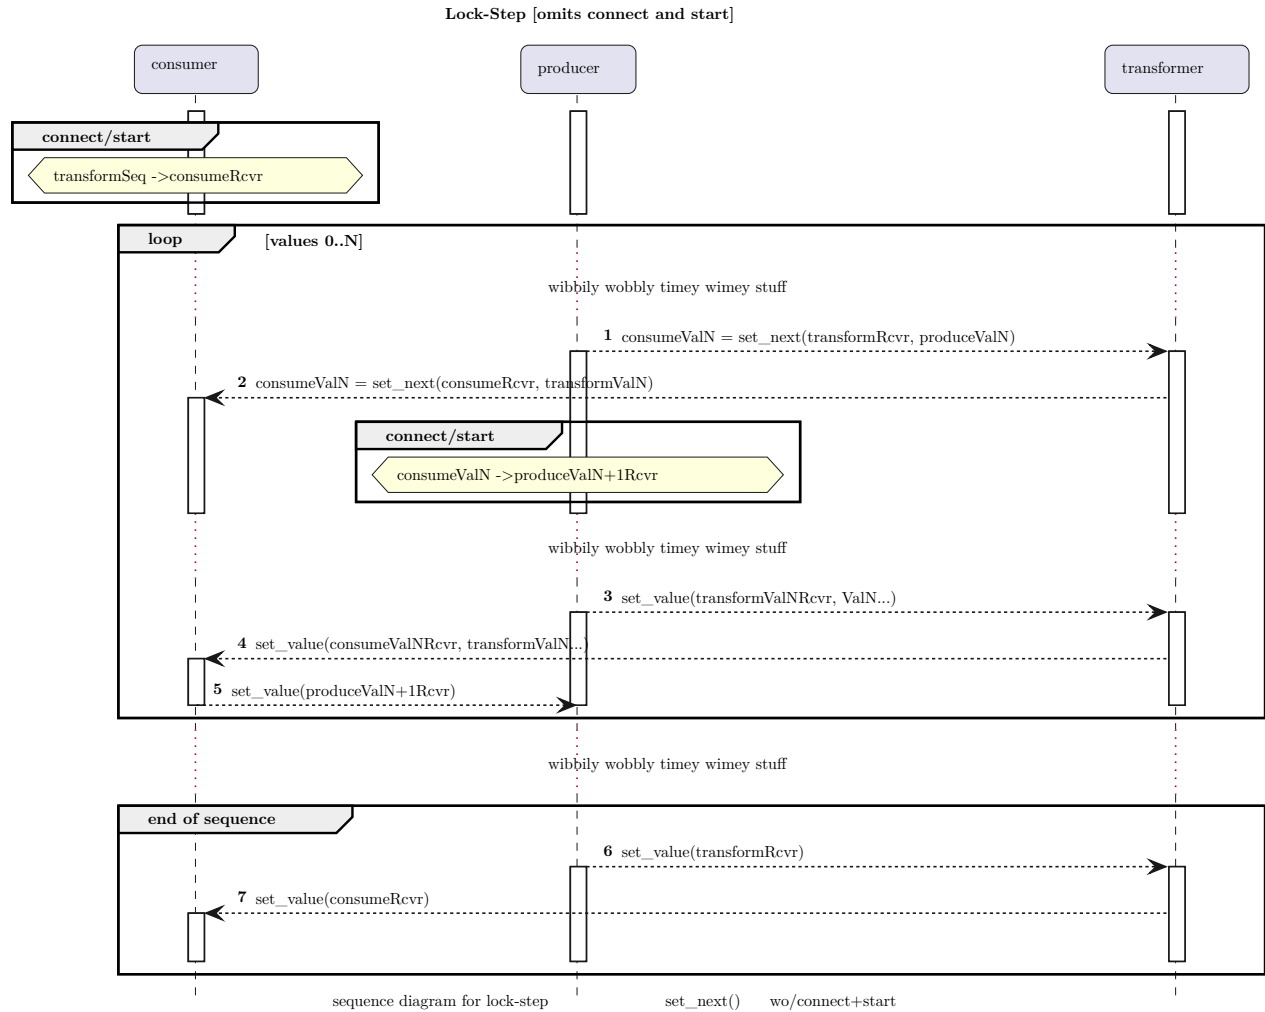 Lock-Step [omits connect and start]
consumer
producer
transformer
connect/start
transformSeq ->consumeRcvr
loop
[values 0..N]
wibbily wobbly timey wimey stuff
1 consumeValN = set_next(transformRcvr, produceValN)
2 consumeValN = set_next(consumeRcvr, transformValN)
connect/start
consumeValN ->produceValN+1Rcvr
wibbily wobbly timey wimey stuff
3 set_value(transformValNRcvr, ValN...)
4 set_value(consumeValNRcvr, transformValN...)
5 set_value(produceValN+1Rcvr)
wibbily wobbly timey wimey stuff
end of sequence
6 set_value(transformRcvr)
7 set_value(consumeRcvr)
sequence diagram for lock-step set_next() wo/connect+start